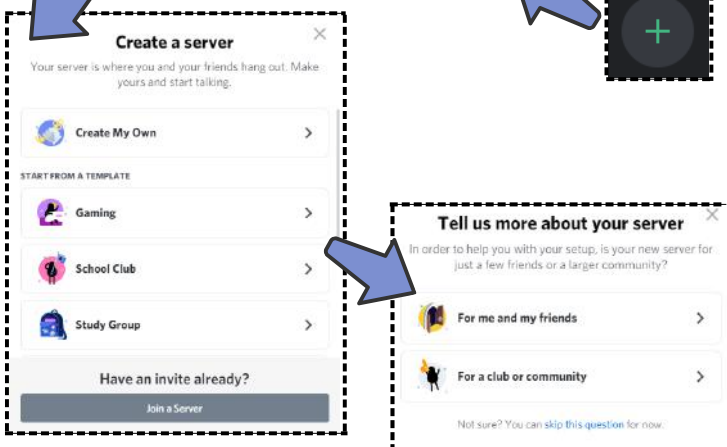 Create a server
Your server is where you and your friends hang out. Make
yours and start talking.
Create My Own
START FROM A TEMPLATE
Gaming
School Club
Study Group
Have an invite already?
Join a Server
Tell us more about your server
In order to help you with your setup, is your new server for
just a few friends or a larger community?
For me and my friends
For a club or community
Not sure? You can skip this question for now.